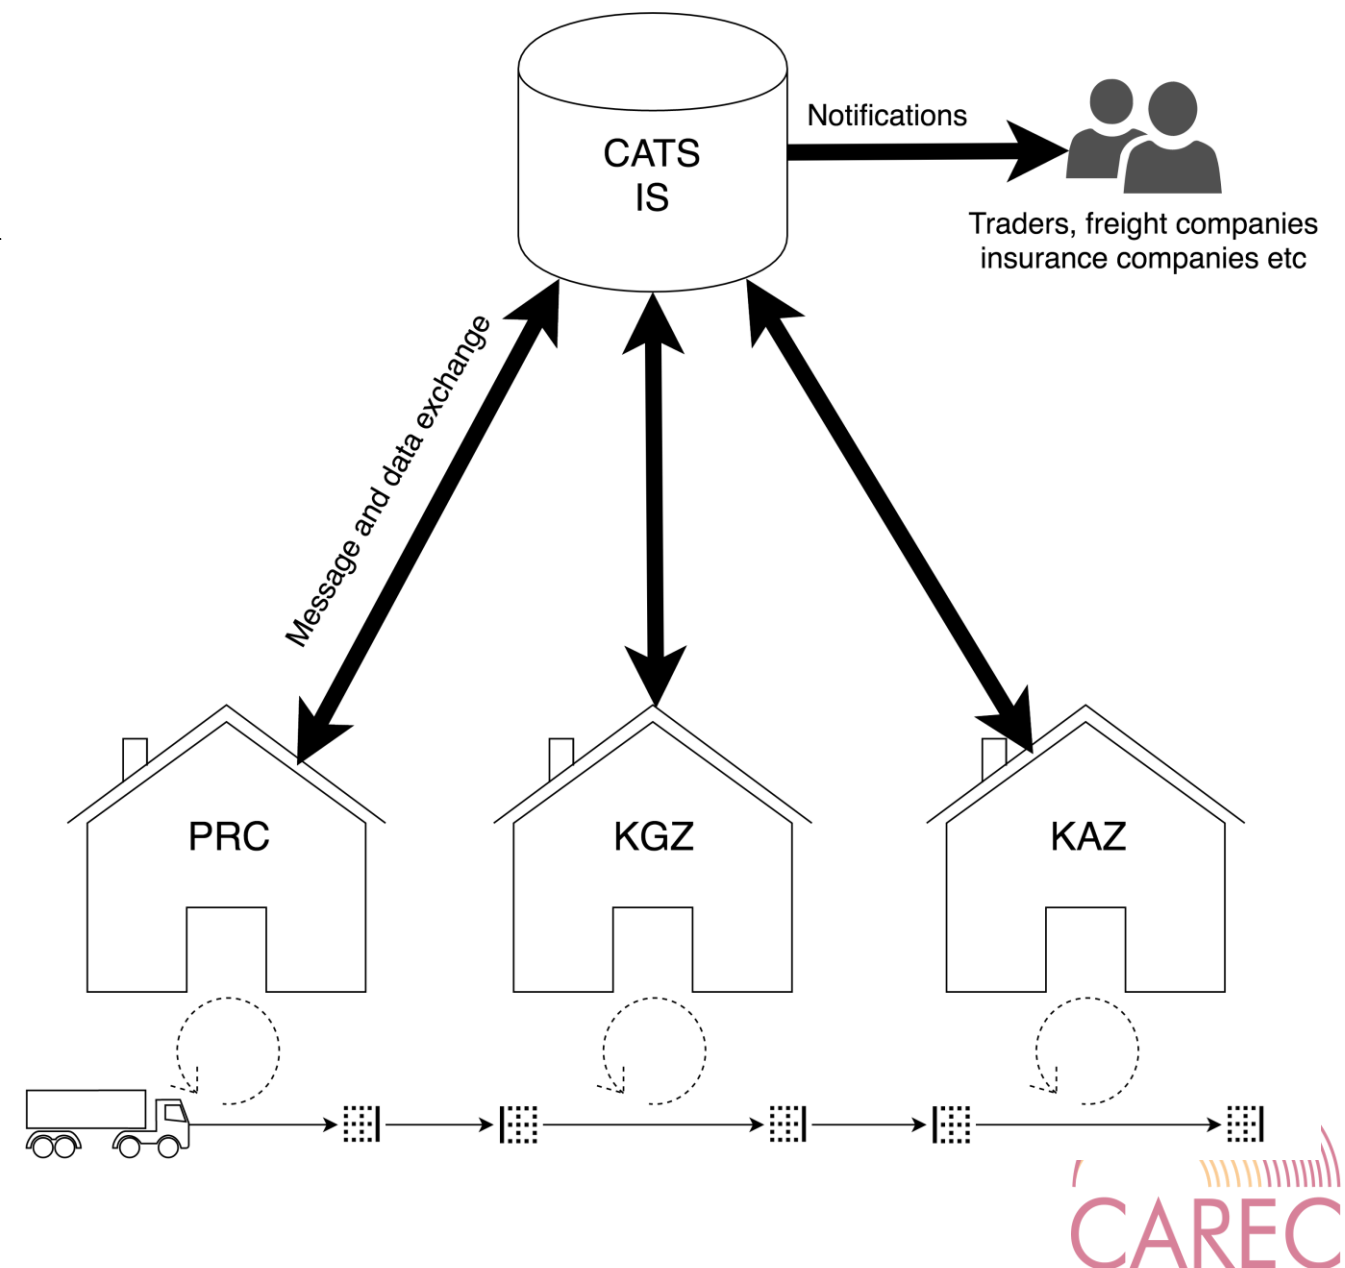 CATS
IS
Notifications
Traders, freight companies
insurance companies etc
Message and data exchange
PRC
KGZ
KAZ
CAREC